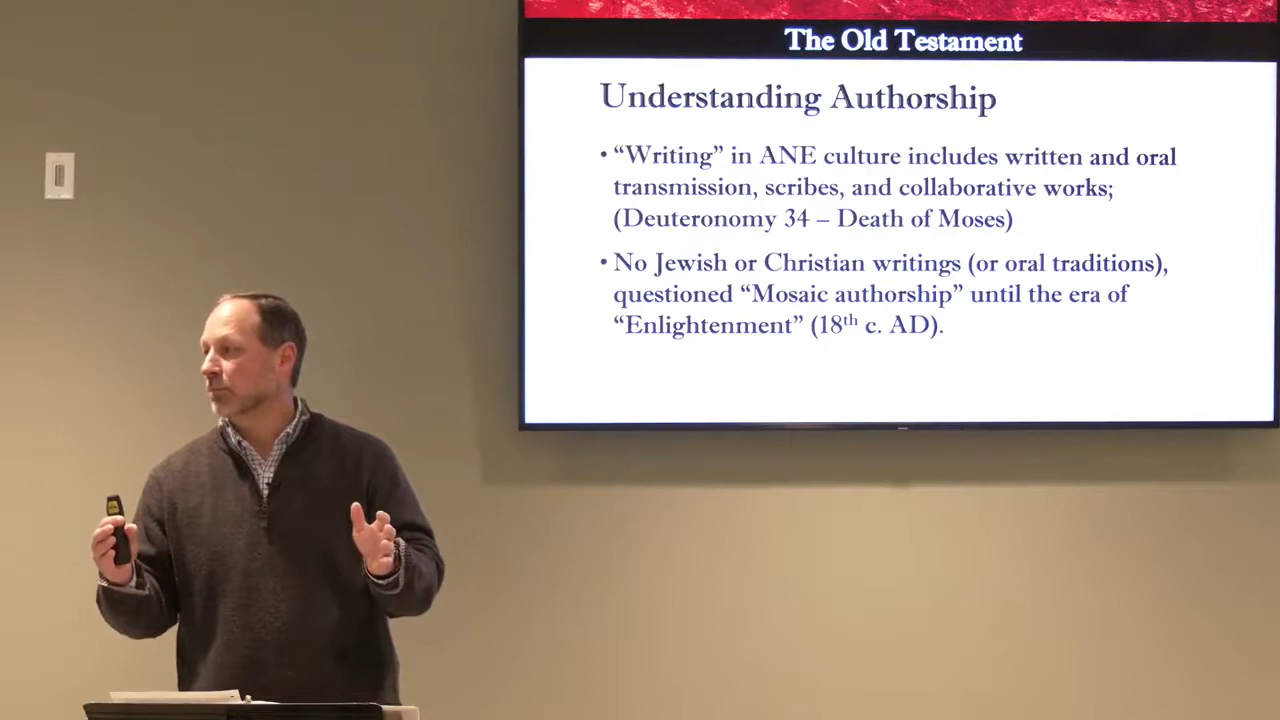 The Old Testament
Understanding Authorship
• “Writing” in ANE culture includes written and oral
transmission, scribes, and collaborative works;
(Deuteronomy 34 – Death of Moses)
• No Jewish or Christian writings (or oral traditions),
questioned “Mosaic authorship” until the era of
“Enlightenment” (18th c. AD).